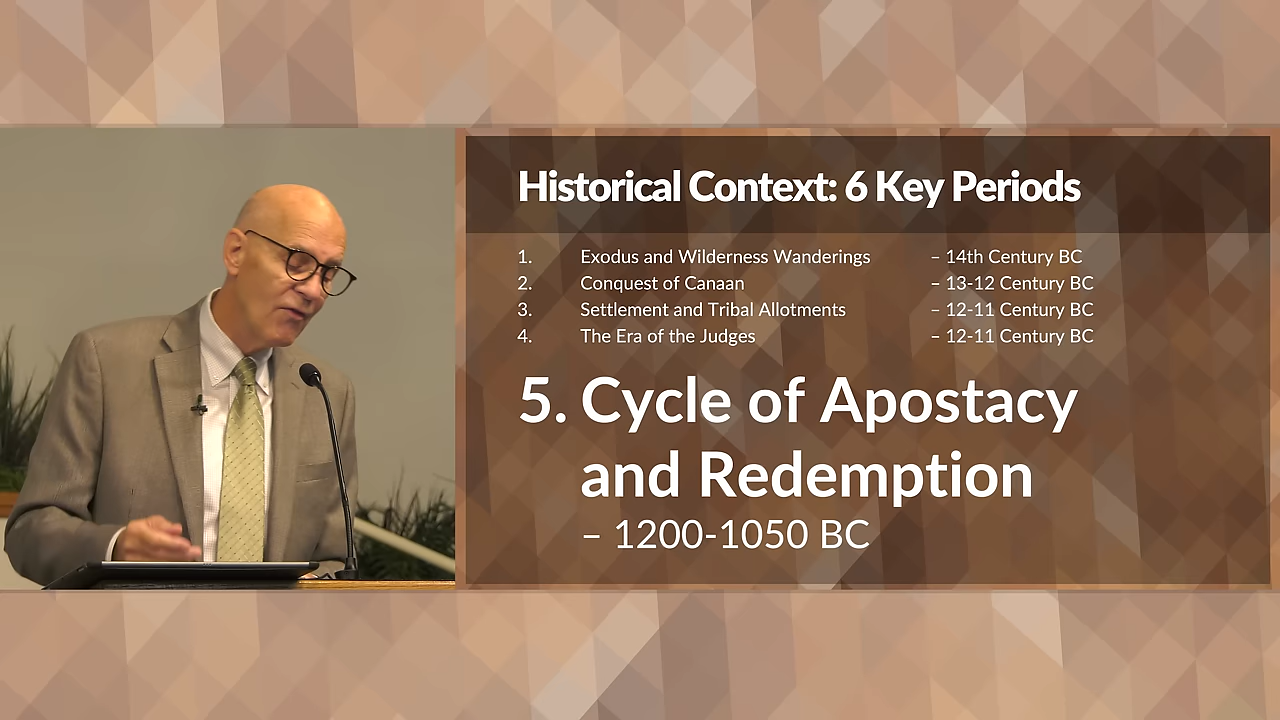 Historical Context: 6 Key Periods
1. Exodus and Wilderness Wanderings – 14th Century BC
2. Conquest of Canaan – 13-12 Century BC
3. Settlement and Tribal Allotments – 12-11 Century BC
4. The Era of the Judges – 12-11 Century BC
5. Cycle of Apostacy
and Redemption
– 1200-1050 BC